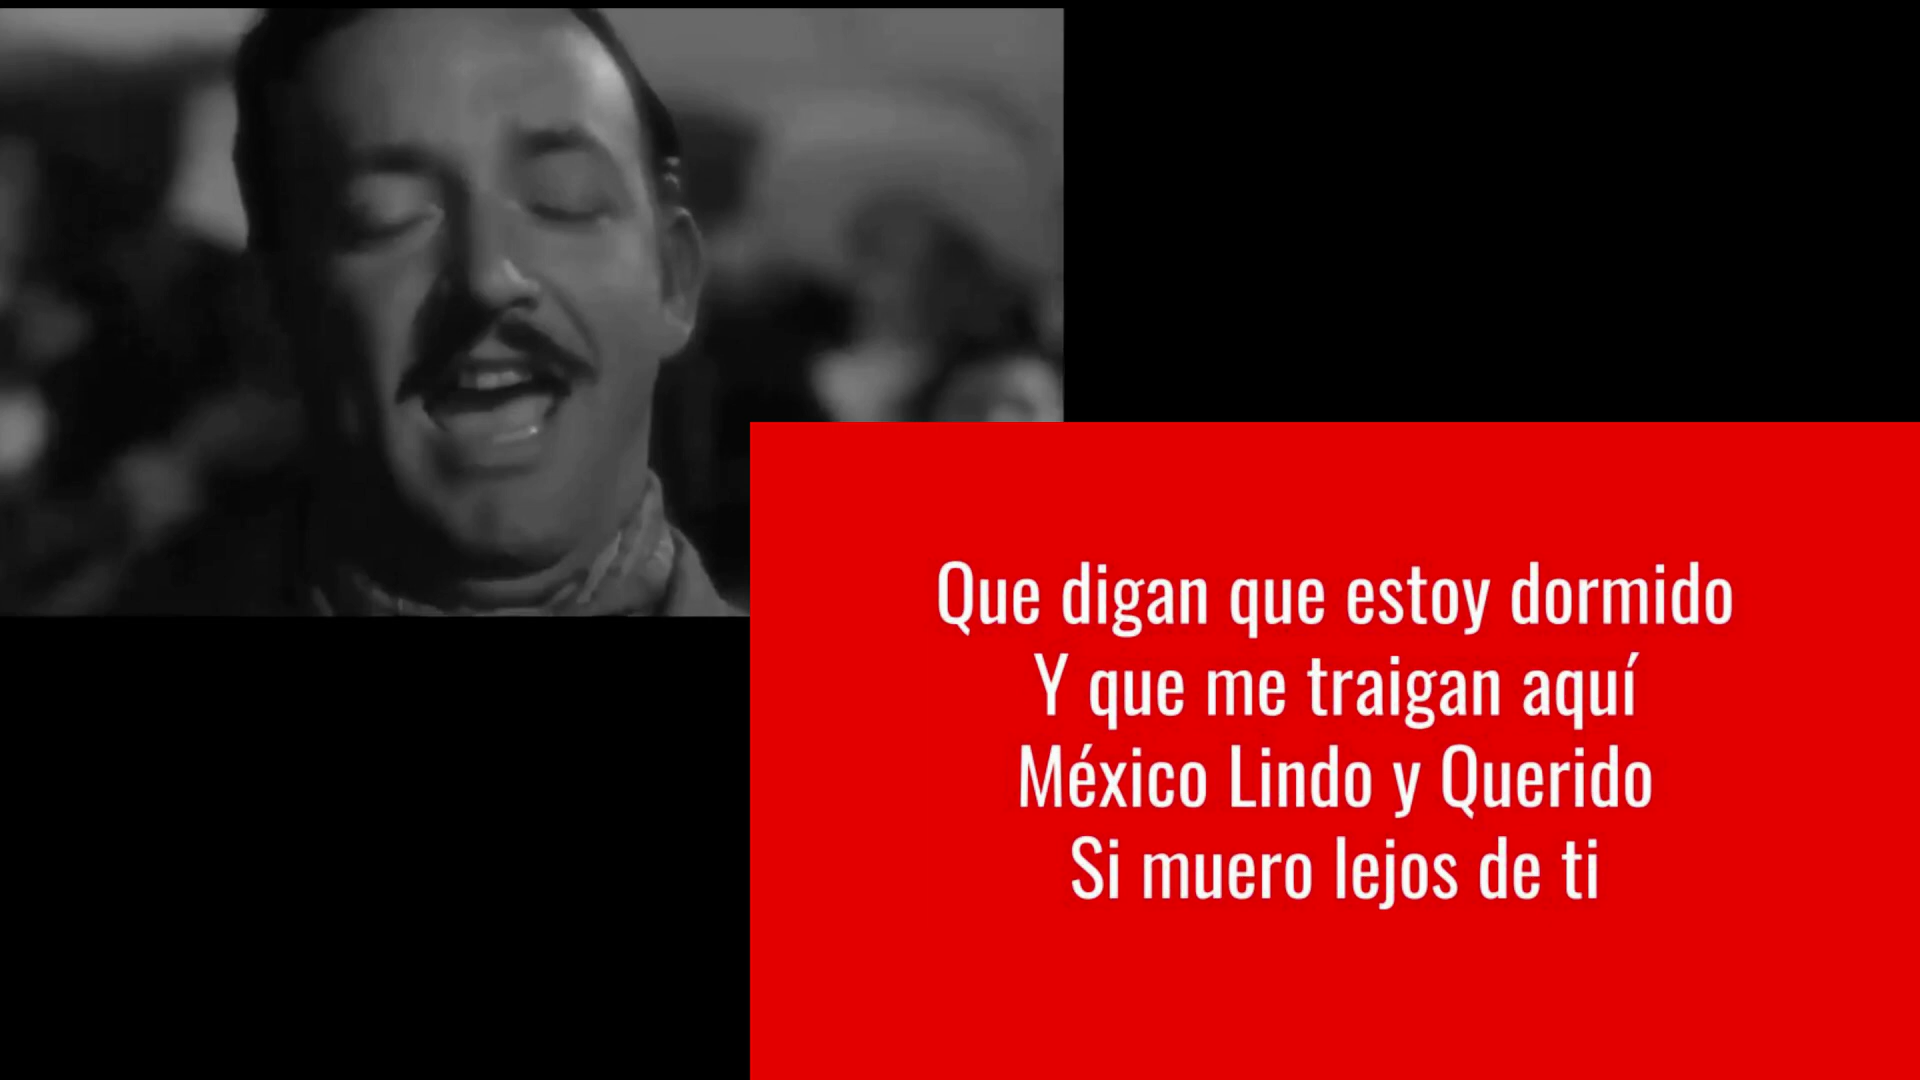 Que digan que estoy dormido
Y que me traigan aquí
México Lindo y Querido
Si muero lejos de ti